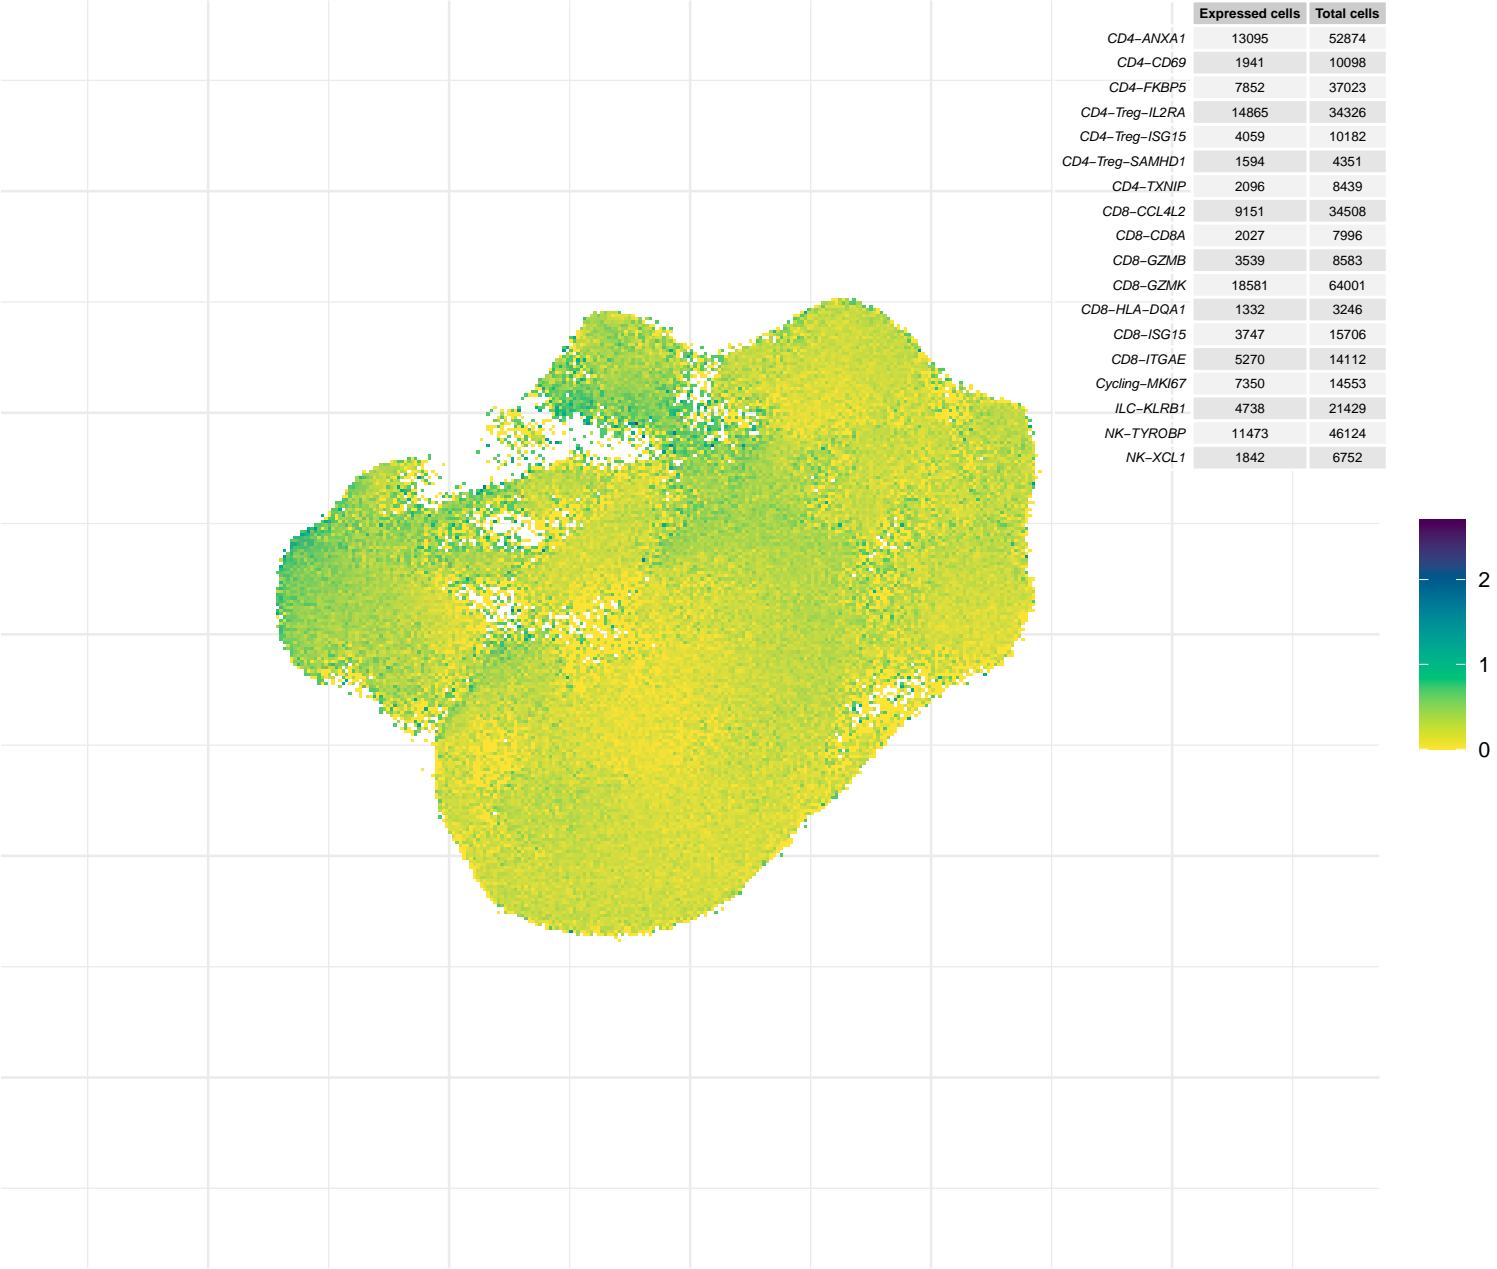 Expressed cells Total cells
CD4−ANXA1 13095 52874
CD4−CD69 1941 10098
CD4−FKBP5 7852 37023
CD4−Treg−IL2RA 14865 34326
CD4−Treg−ISG15 4059 10182
CD4−Treg−SAMHD1 1594 4351
CD4−TXNIP 2096 8439
CD8−CCL4L2 9151 34508
CD8−CD8A 2027 7996
CD8−GZMB 3539 8583
CD8−GZMK 18581 64001
CD8−HLA−DQA1 1332 3246
CD8−ISG15 3747 15706
CD8−ITGAE 5270 14112
Cycling−MKI67 7350 14553
ILC−KLRB1 4738 21429
NK−TYROBP 11473 46124
NK−XCL1 1842 6752
2
1
0